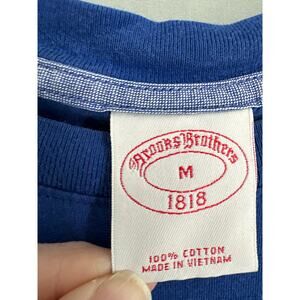 Brooks Brothers
M
1818
100% COTTON
MADE IN VIETNAM